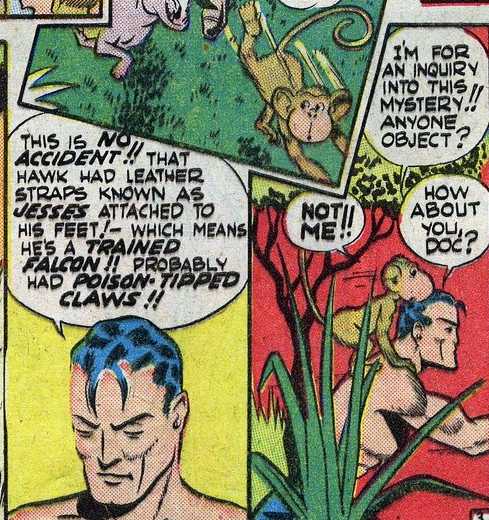 THIS IS NO
ACCIDENT!! THAT
HAWK HAD LEATHER
STRAPS KNOWN AS
JESSES ATTACHED TO
HIS FEET!— WHICH MEANS
HE'S A TRAINED
FALCON!! PROBABLY
HAD POISON-TIPPED
CLAWS!!
I'M FOR
AN INQUIRY
INTO THIS
MYSTERY!!
ANYONE
OBJECT?
NOT
ME!!
HOW
ABOUT
YOU,
DOC?
3